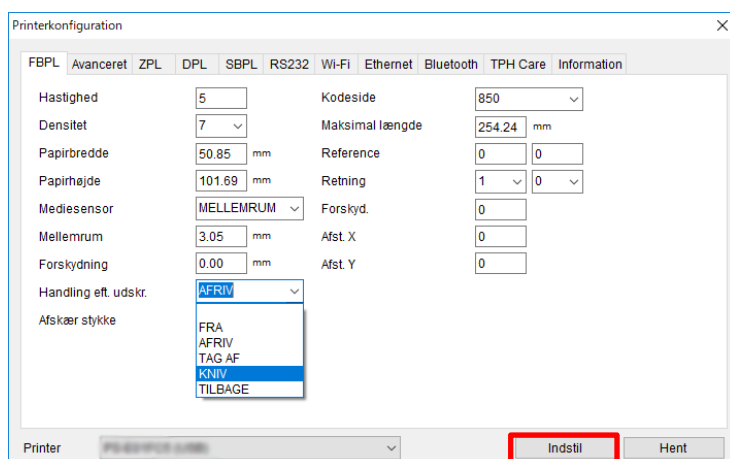 Printerkonfiguration
FBPL Avanceret ZPL DPL SBPL RS232 Wi-Fi Ethernet Bluetooth TPH Care Information
Hastighed 5 Kodeside 850
Densitet 7 Maksimal længde 254.24 mm
Papirbredde 50.85 mm Reference 0 0
Papirhøjde 101.69 mm Retning 1 0
Mediesensor MELLEMRUM Forskyd. 0
Mellemrum 3.05 mm Afst. X 0
Forskydning 0.00 mm Afst. Y 0
Handling eft. udskr. AFRIV
Afskær stykke
FRA
AFRIV
TAG AF
KNIV
TILBAGE
Printer Indstil Hent